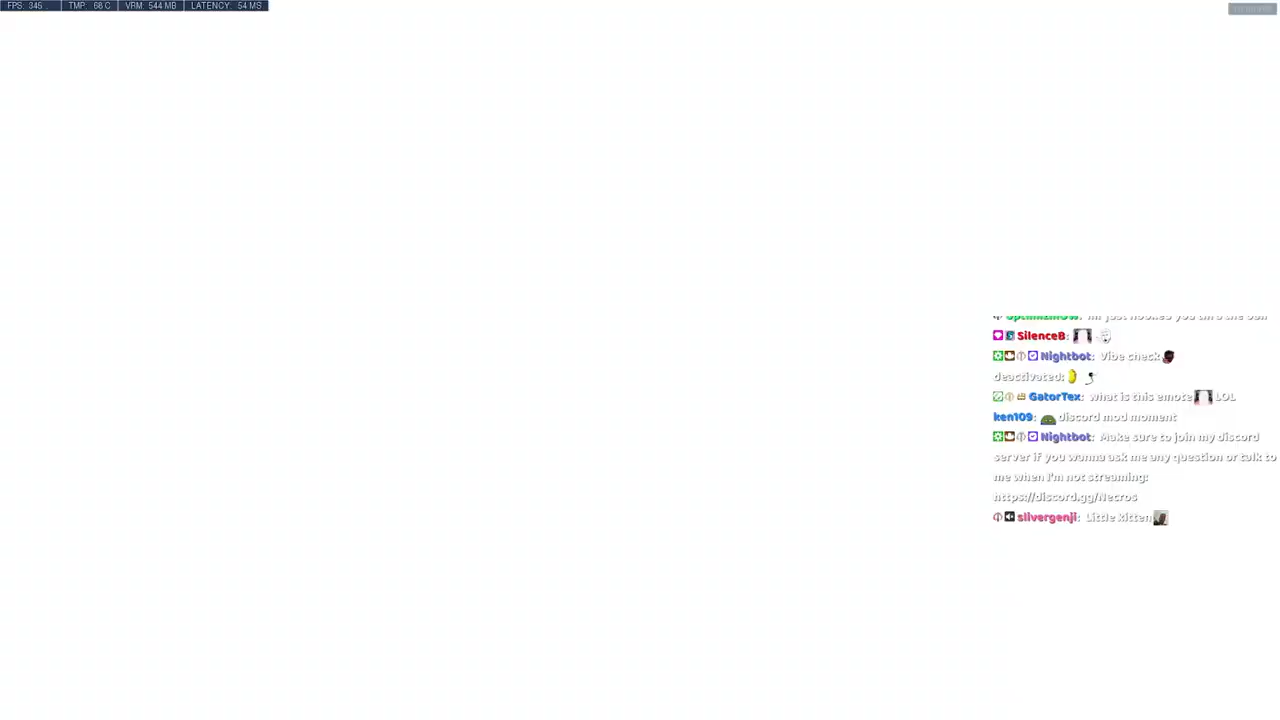 FPS: 345 TMP: 68 C VRM: 544 MB LATENCY: 54 MS
SilenceB:
Nightbot: Vibe check
deactivated:
GatorTex: what is this emote LOL
ken109: discord mod moment
Nightbot: Make sure to join my discord
server if you wanna ask me any question or talk to
me when I'm not streaming:
https://discord.gg/Necros
silvergenji: Little kitten